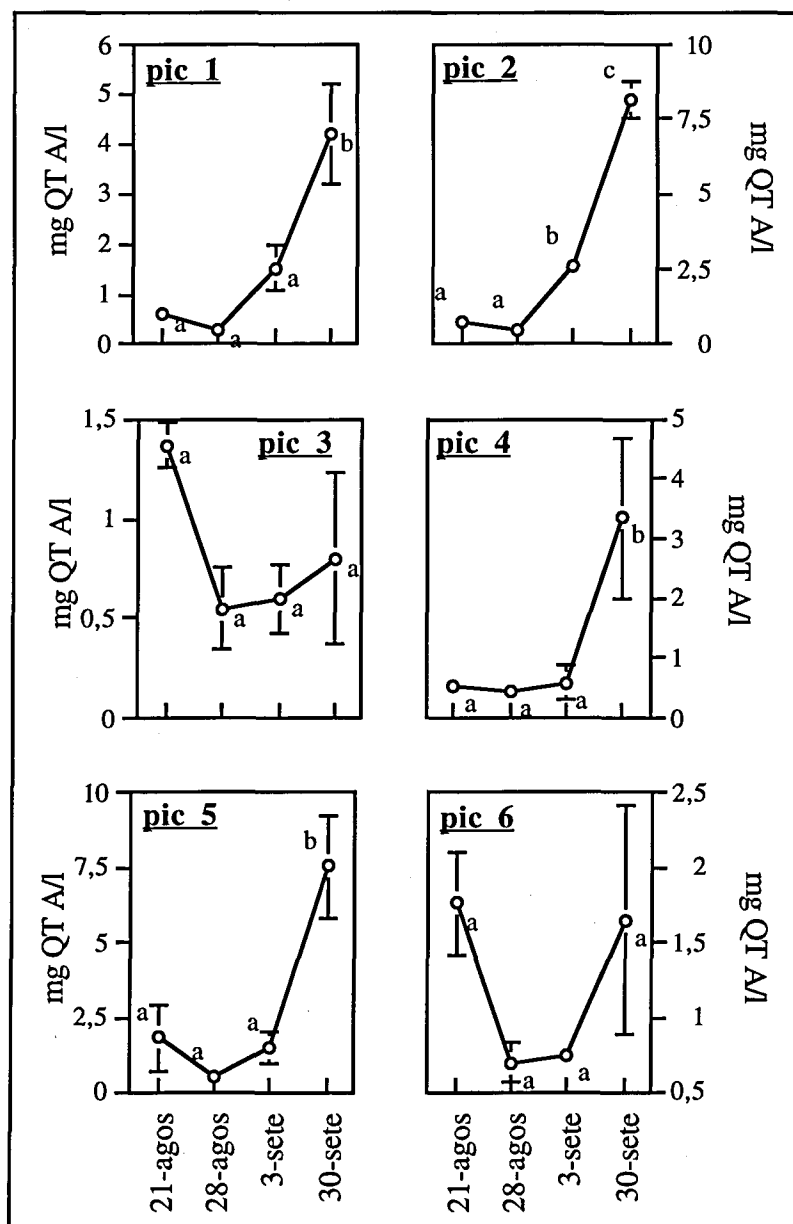 pic 1
mg QT A/l
6
5
4
3
2
1
0
a
a
a
b
pic 2
mg QT A/l
10
7,5
5
2,5
0
a
a
b
c
pic 3
mg QT A/l
1,5
1
0,5
0
a
a
a
a
pic 4
mg QT A/l
5
4
3
2
1
0
a
a
a
b
pic 5
mg QT A/l
10
7,5
5
2,5
0
a
a
a
b
21-agos
28-agos
3-sete
30-sete
pic 6
mg QT A/l
2,5
2
1,5
1
0,5
a
a
a
a
21-agos
28-agos
3-sete
30-sete